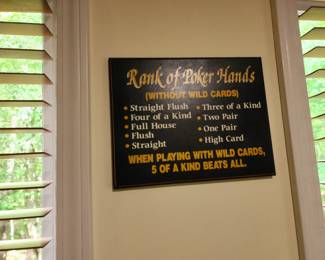 Rank of Poker Hands
(WITHOUT WILD CARDS)
• Straight Flush
• Four of a Kind
• Full House
• Flush
• Straight
• Three of a Kind
• Two Pair
• One Pair
• High Card
WHEN PLAYING WITH WILD CARDS,
5 OF A KIND BEATS ALL.